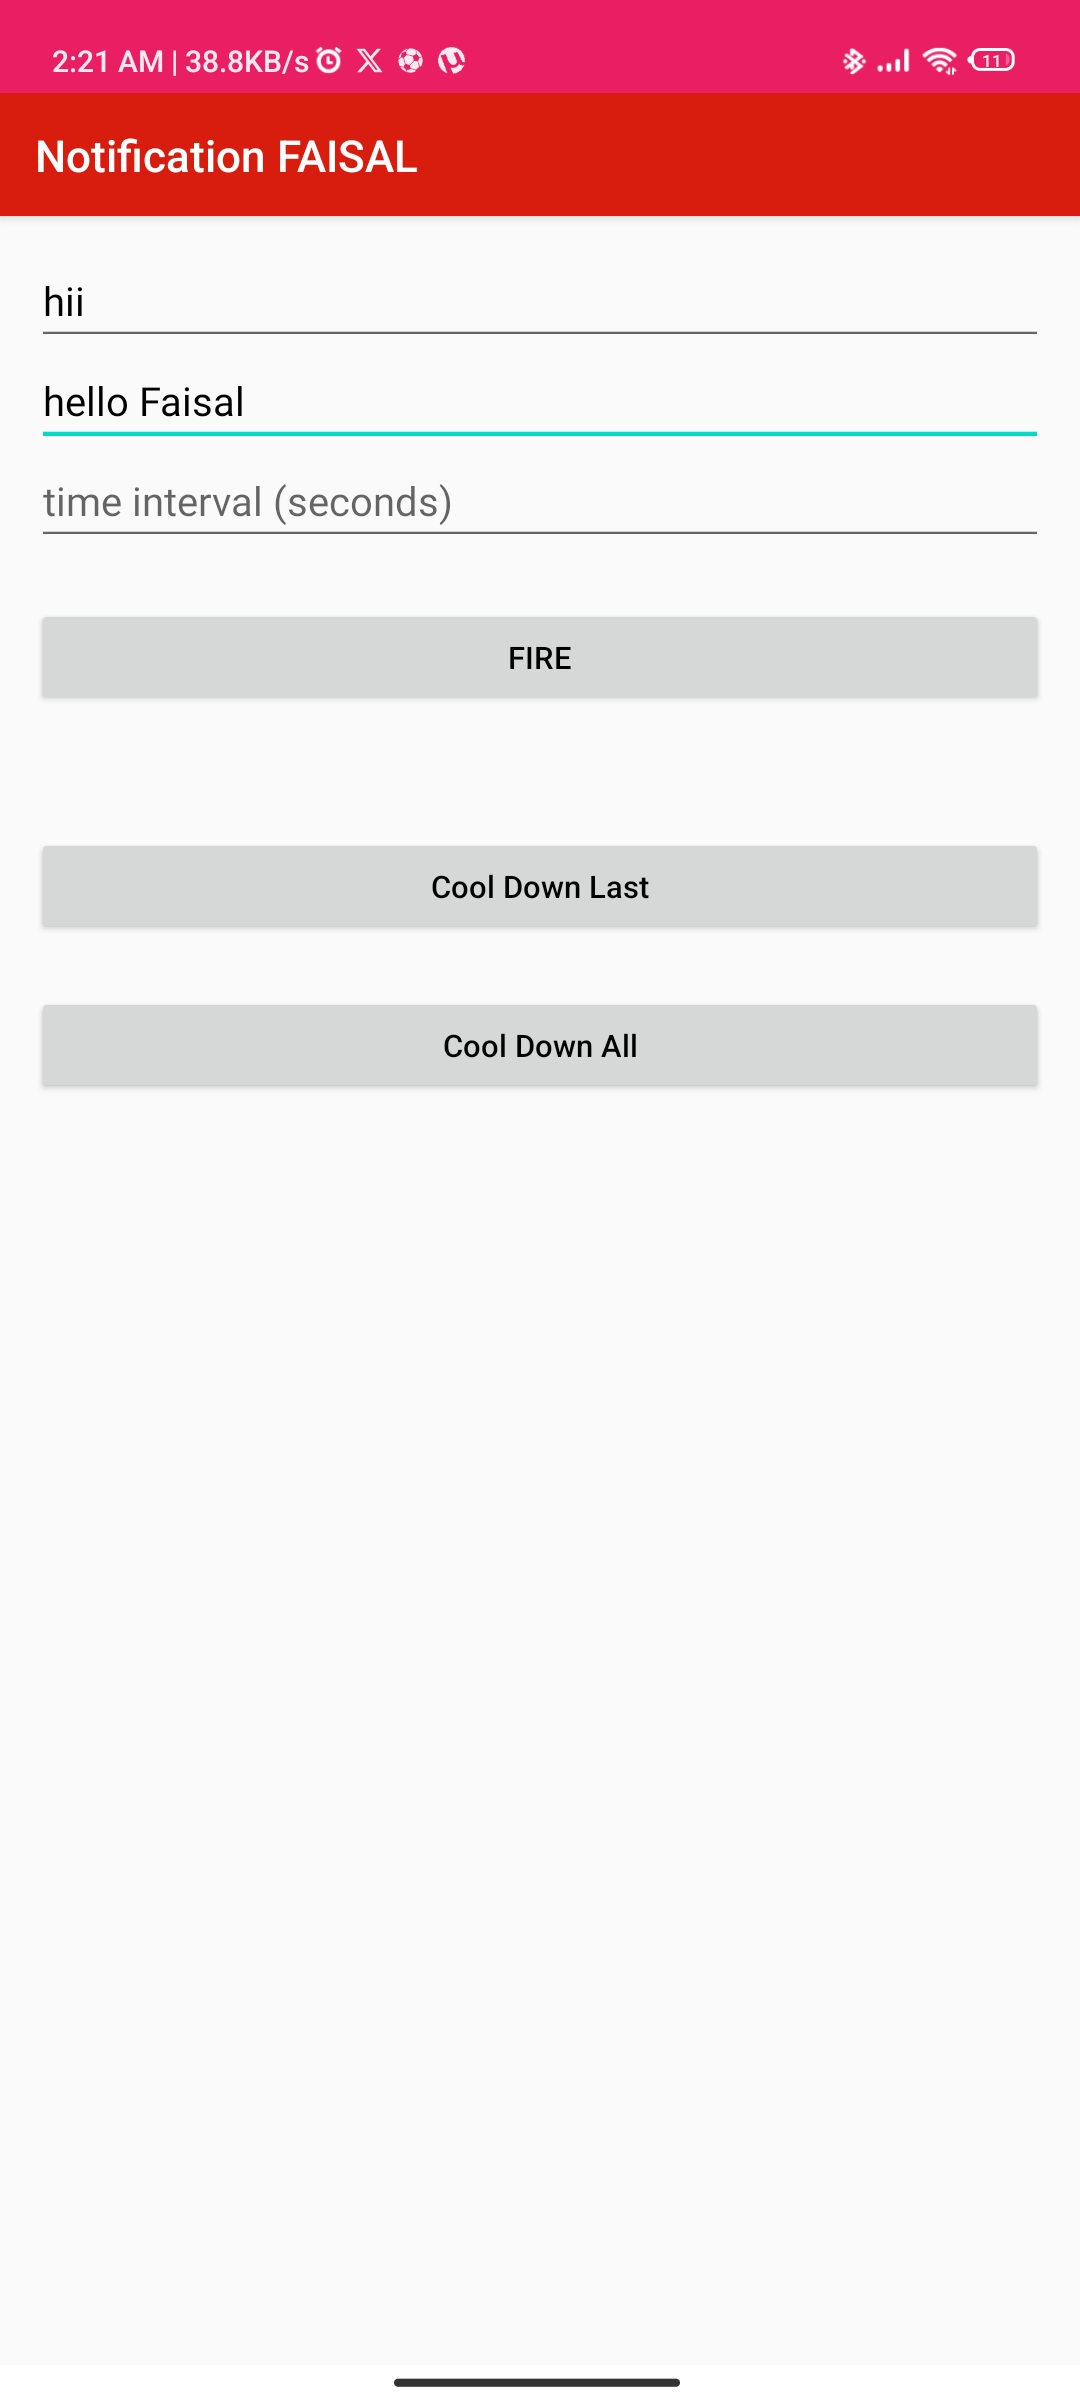 2:21 AM | 38.8KB/s 11
Notification FAISAL
hii
hello Faisal
time interval (seconds)
FIRE
Cool Down Last
Cool Down All